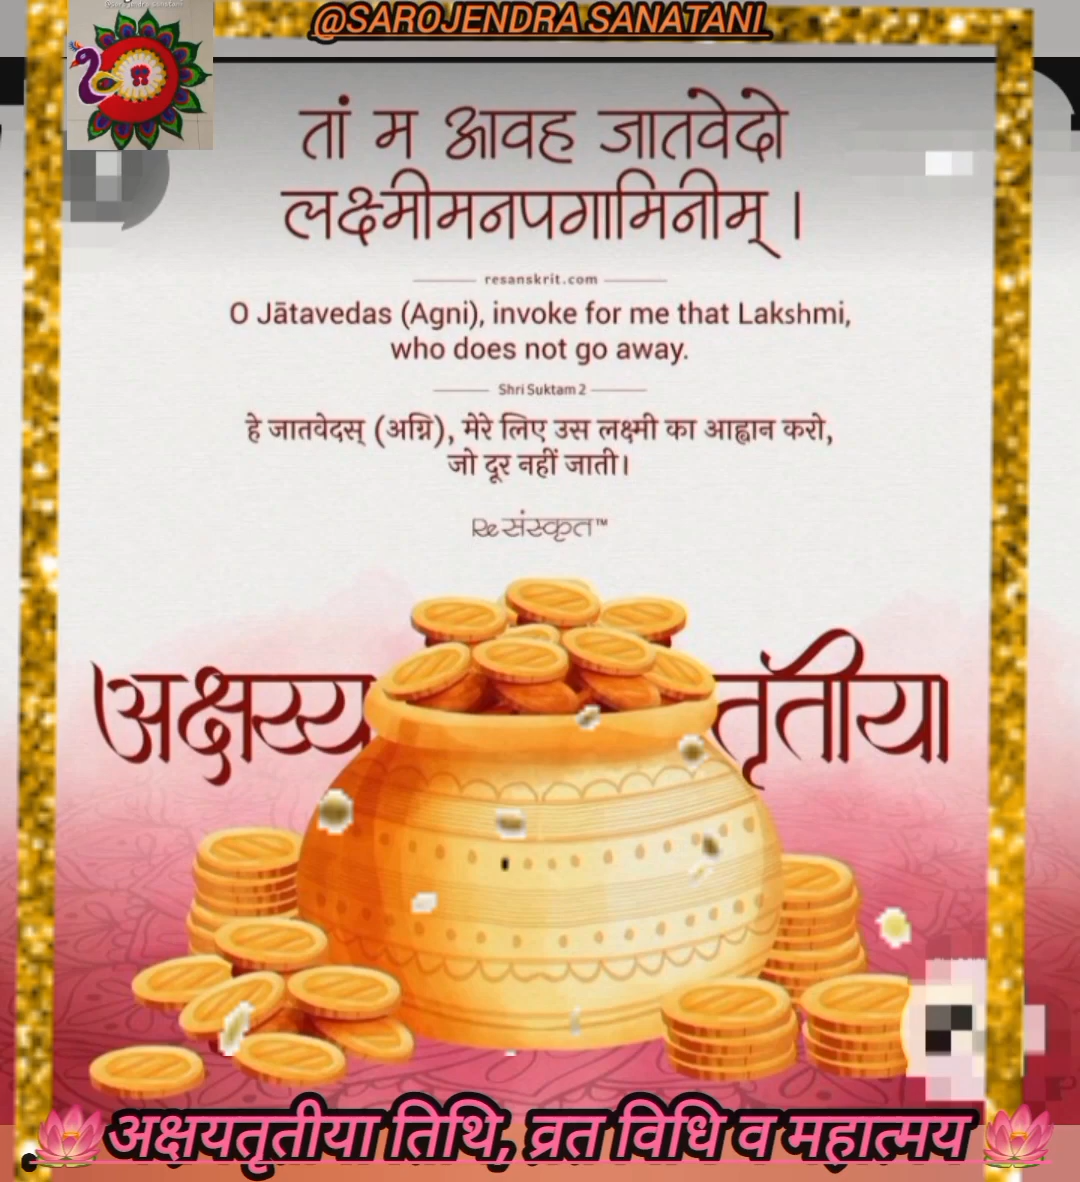 @SAROJENDRA SANATANI
तां म आवह जातवेदो
लक्ष्मीमनपगामिनीम् ।
resanskrit.com
O Jātavedas (Agni), invoke for me that Lakshmi,
who does not go away.
Shri Suktam 2
हे जातवेदस् (अग्नि), मेरे लिए उस लक्ष्मी का आह्वान करो,
जो दूर नहीं जाती।
Re संस्कृत™
अक्षय्य तृतीया
अक्षयतृतीया तिथि, व्रत विधि व महात्मय